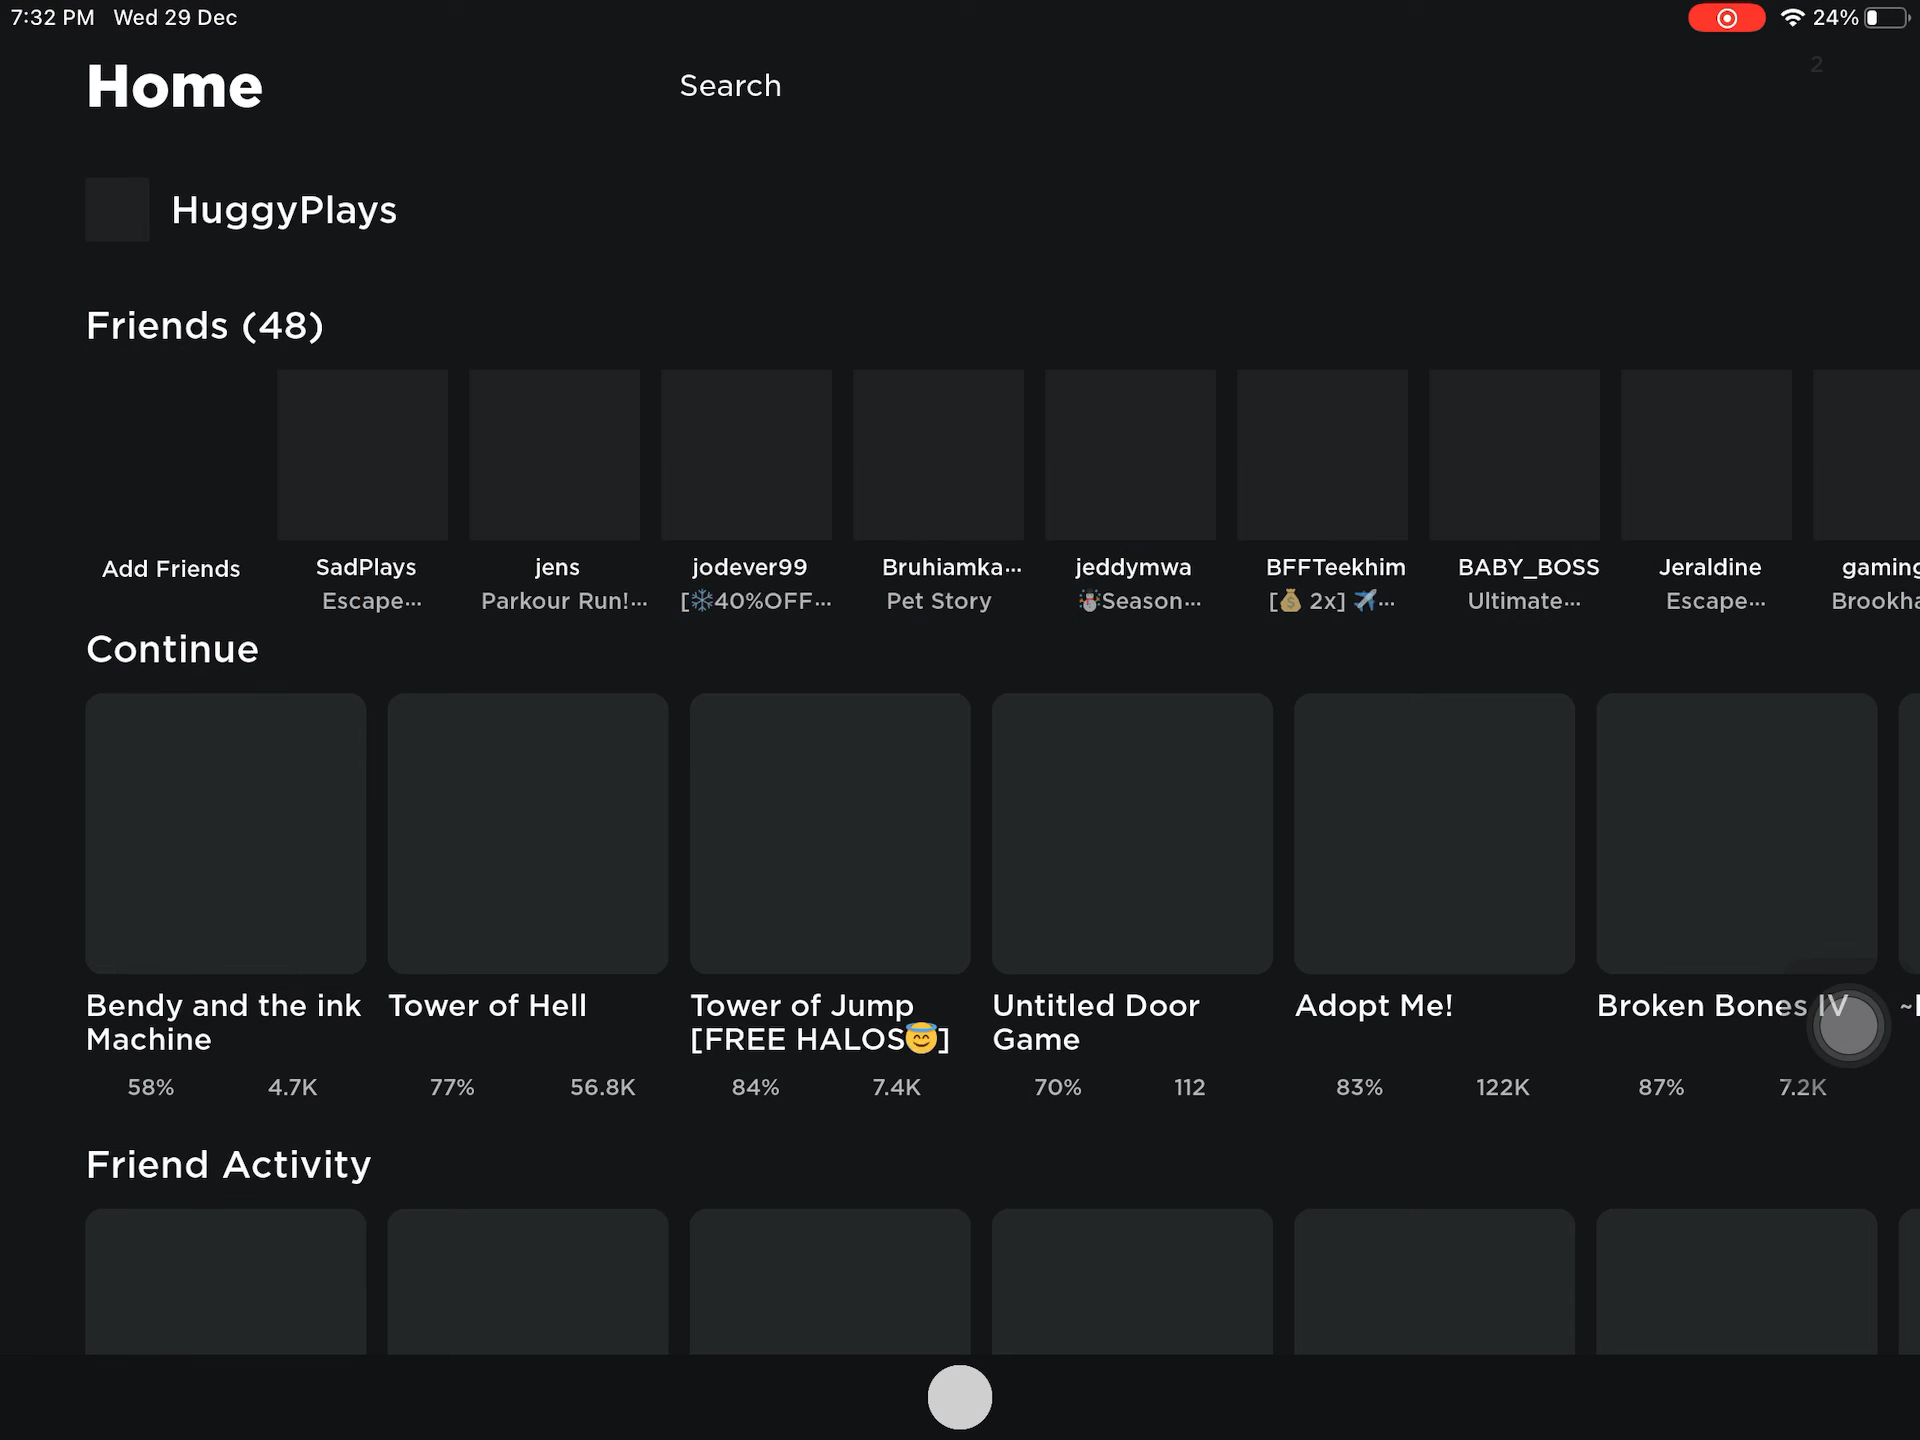 7:32 PM Wed 29 Dec 24%
2
Home Search
HuggyPlays
Friends (48)
Add Friends SadPlays jens jodever99 Bruhiamka... jeddymwa BFFTeekhim BABY_BOSS Jeraldine gaming
Escape... Parkour Run!... [❄️40%OFF... Pet Story ⛄Season... [💰 2x] ✈️... Ultimate... Escape... Brookha
Continue
Bendy and the ink Tower of Hell Tower of Jump Untitled Door Adopt Me! Broken Bones IV
Machine [FREE HALOS😇] Game
58% 4.7K 77% 56.8K 84% 7.4K 70% 112 83% 122K 87% 7.2K
Friend Activity